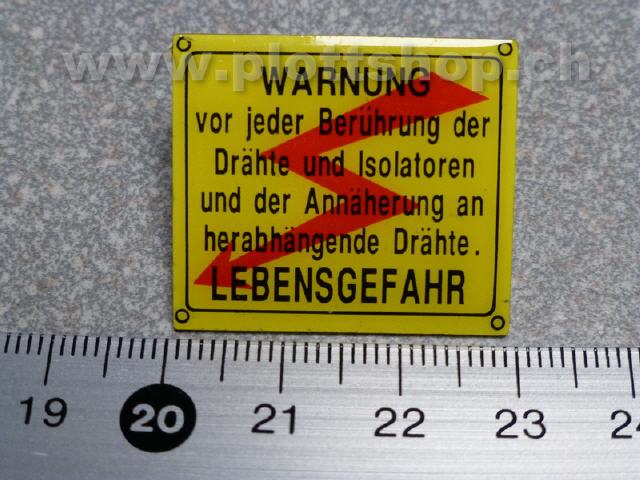 www.plottshop.ch
WARNUNG
vor jeder Berührung der
Drähte und Isolatoren
und der Annäherung an
herabhängende Drähte.
LEBENSGEFAHR
19 20 21 22 23 24